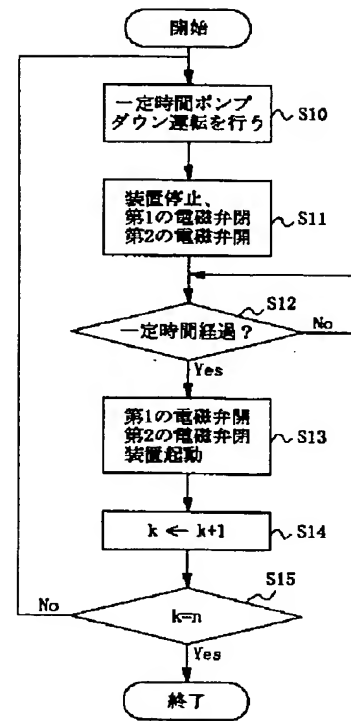 開始
一定時間ポンプ
ダウン運転を行う
S10
装置停止、
第1の電磁弁閉
第2の電磁弁開
S11
S12
一定時間経過？
No
Yes
第1の電磁弁開
第2の電磁弁閉
装置起動
S13
k ← k+1
S14
S15
No
k=n
Yes
終了